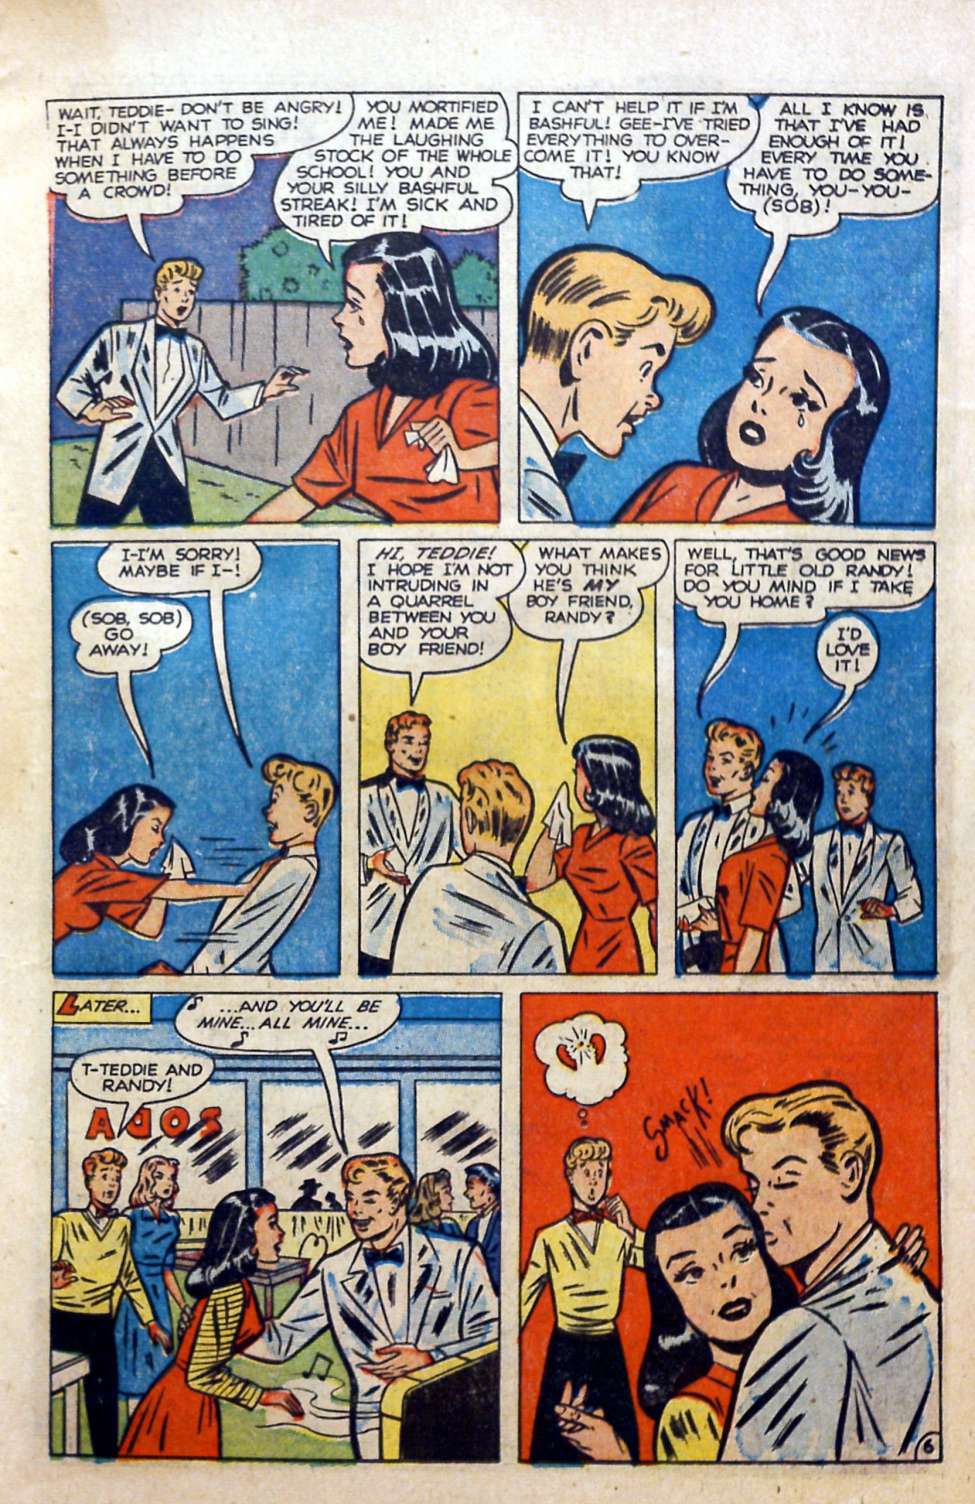 WAIT, TEDDIE- DON'T BE ANGRY!
I-I DIDN'T WANT TO SING!
THAT ALWAYS HAPPENS
WHEN I HAVE TO DO
SOMETHING BEFORE
A CROWD!
YOU MORTIFIED
ME! MADE ME
THE LAUGHING
STOCK OF THE WHOLE
SCHOOL! YOU AND
YOUR SILLY BASHFUL
STREAK! I'M SICK AND
TIRED OF IT!
I CAN'T HELP IT IF I'M
BASHFUL! GEE-I'VE TRIED
EVERYTHING TO OVER-
COME IT! YOU KNOW
THAT!
ALL I KNOW IS
THAT I'VE HAD
ENOUGH OF IT!
EVERY TIME YOU
HAVE TO DO SOME-
THING, YOU-YOU-
(SOB)!
I-I'M SORRY!
MAYBE IF I-!
(SOB, SOB)
GO
AWAY!
HI, TEDDIE!
I HOPE I'M NOT
INTRUDING IN
A QUARREL
BETWEEN YOU
AND YOUR
BOY FRIEND!
WHAT MAKES
YOU THINK
HE'S MY
BOY FRIEND,
RANDY?
WELL, THAT'S GOOD NEWS
FOR LITTLE OLD RANDY!
DO YOU MIND IF I TAKE
YOU HOME?
I'D
LOVE
IT!
LATER...
...AND YOU'LL BE
MINE... ALL MINE...
T-TEDDIE AND
RANDY!
SODA
SMACK!
6